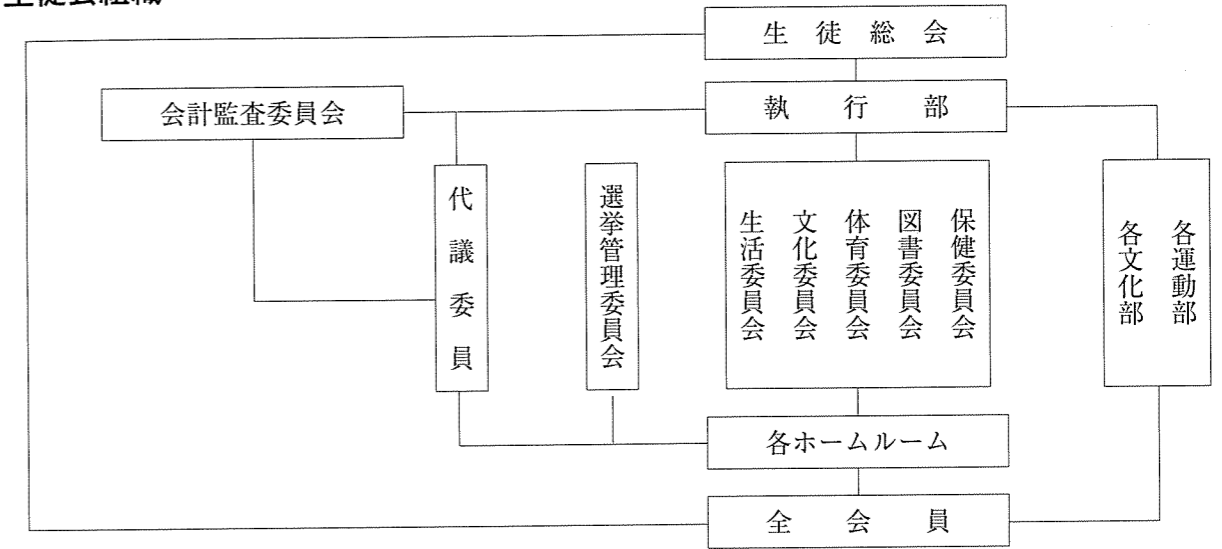 生徒会組織
生徒総会
執行部
会計監査委員会
代議委員
選挙管理委員会
生活委員会
文化委員会
体育委員会
図書委員会
保健委員会
各文化部
各運動部
各ホームルーム
全会員